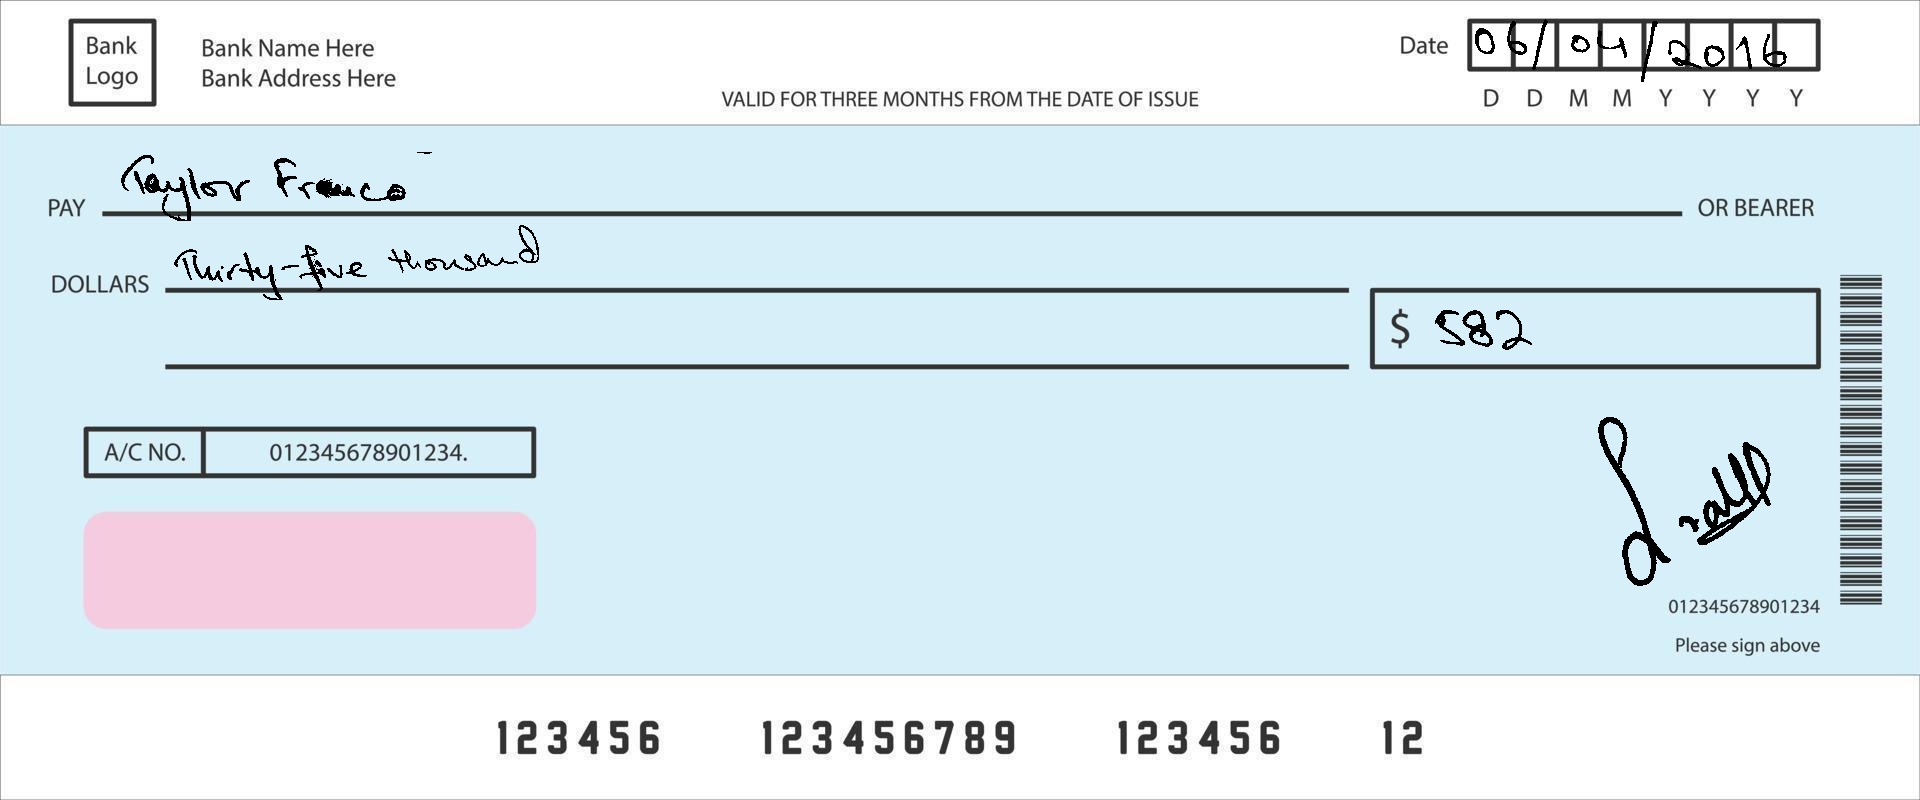 Bank Logo
Bank Name Here
Bank Address Here
Date 06/04/2016
D D M M Y Y Y Y
VALID FOR THREE MONTHS FROM THE DATE OF ISSUE
PAY Taylor Franco OR BEARER
DOLLARS Thirty-five thousand
$ 582
A/C NO. 012345678901234.
012345678901234
Please sign above
123456 123456789 123456 12